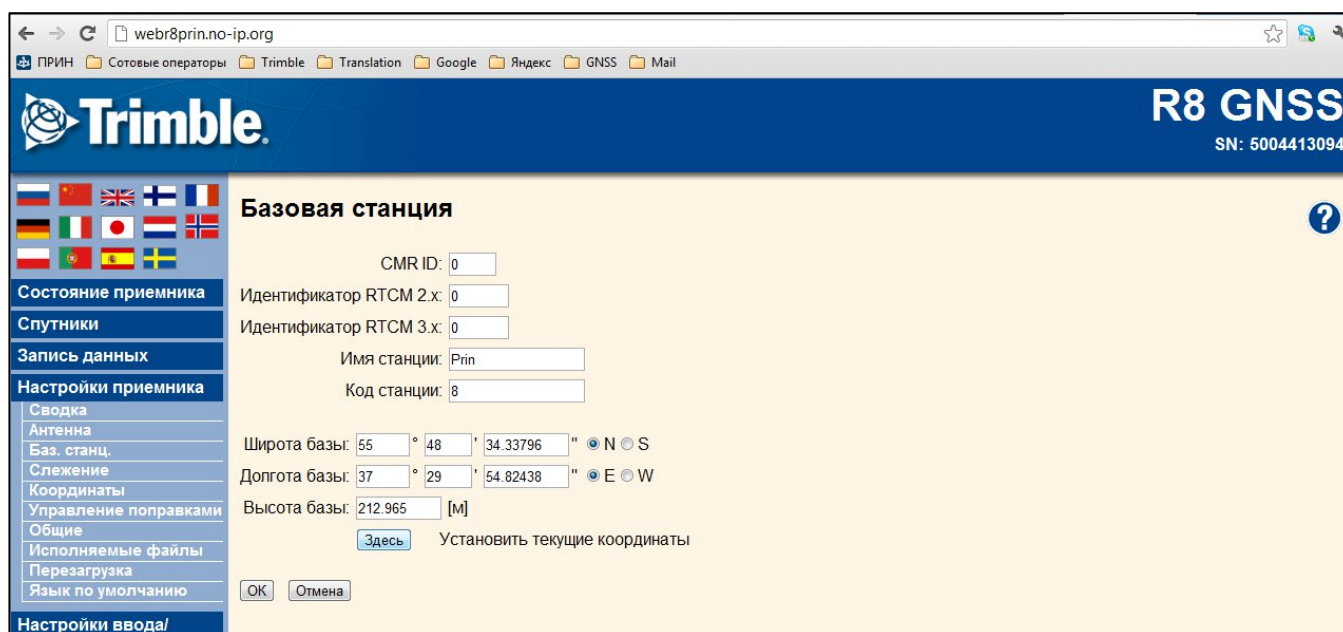 webr8prin.no-ip.org
ПРИН Сотовые операторы Trimble Translation Google Яндекс GNSS Mail
Trimble.
R8 GNSS
SN: 5004413094
Базовая станция
CMR ID: 0
Идентификатор RTCM 2.x: 0
Идентификатор RTCM 3.x: 0
Имя станции: Prin
Код станции: 8
Широта базы: 55 ° 48 ' 34.33796 " N S
Долгота базы: 37 ° 29 ' 54.82438 " E W
Высота базы: 212.965 [м]
Здесь Установить текущие координаты
OK Отмена
Состояние приемника
Спутники
Запись данных
Настройки приемника
Сводка
Антенна
Баз. станц.
Слежение
Координаты
Управление поправками
Общие
Исполняемые файлы
Перезагрузка
Язык по умолчанию
Настройки ввода/